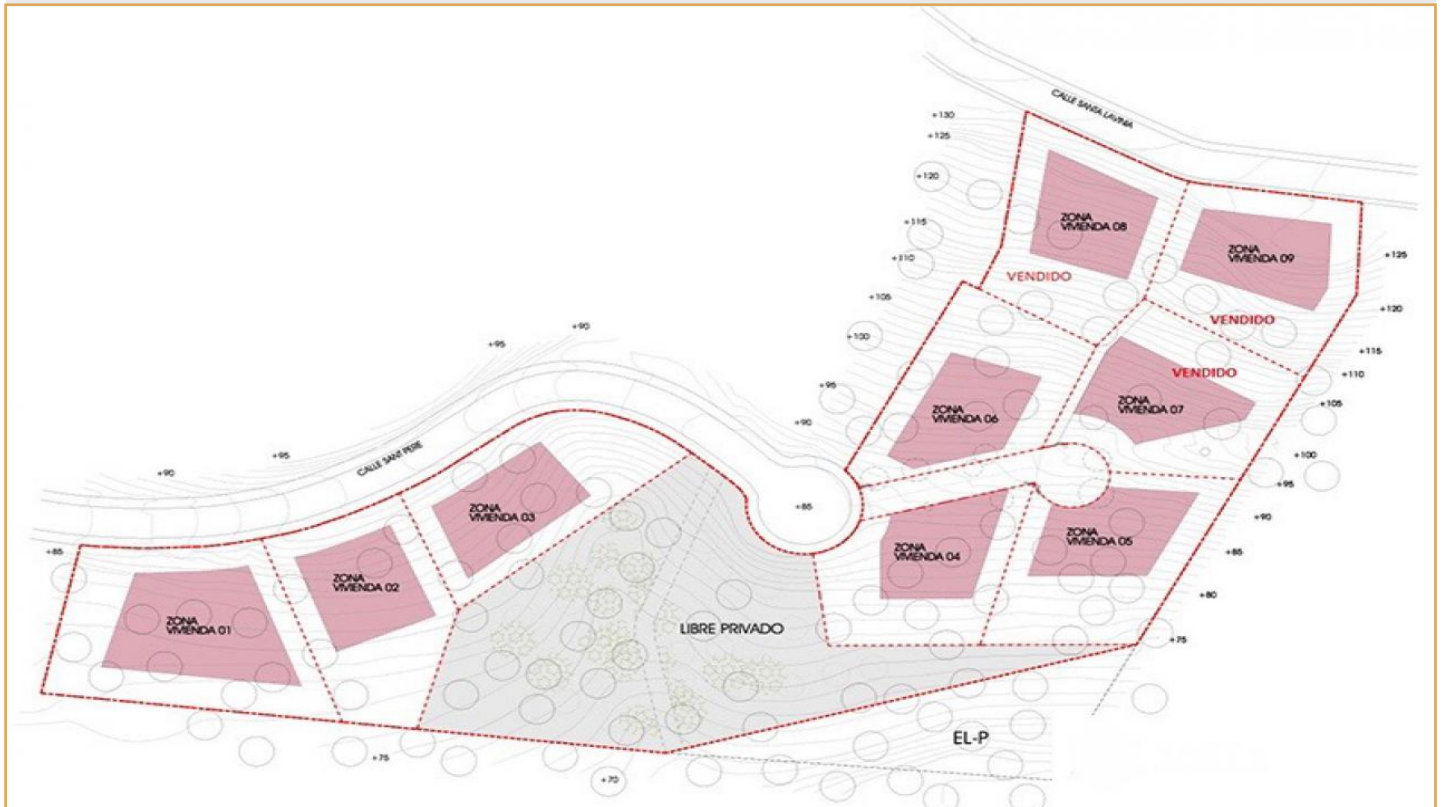 CALLE SANTA LAVINIA
+130
+125
+120
+115
+110
+105
+100
+95
+90
ZONA
VIVIENDA 08
VENDIDO
ZONA
VIVIENDA 09
VENDIDO
+125
+120
+115
+110
+105
+100
+95
+90
+85
+80
+75
ZONA
VIVIENDA 06
VENDIDO
ZONA
VIVIENDA 07
ZONA
VIVIENDA 04
ZONA
VIVIENDA 05
+85
+90
+95
CALLE SANT PERE
+95
+90
+85
ZONA
VIVIENDA 03
ZONA
VIVIENDA 02
ZONA
VIVIENDA 01
LIBRE PRIVADO
EL-P
+75
+70